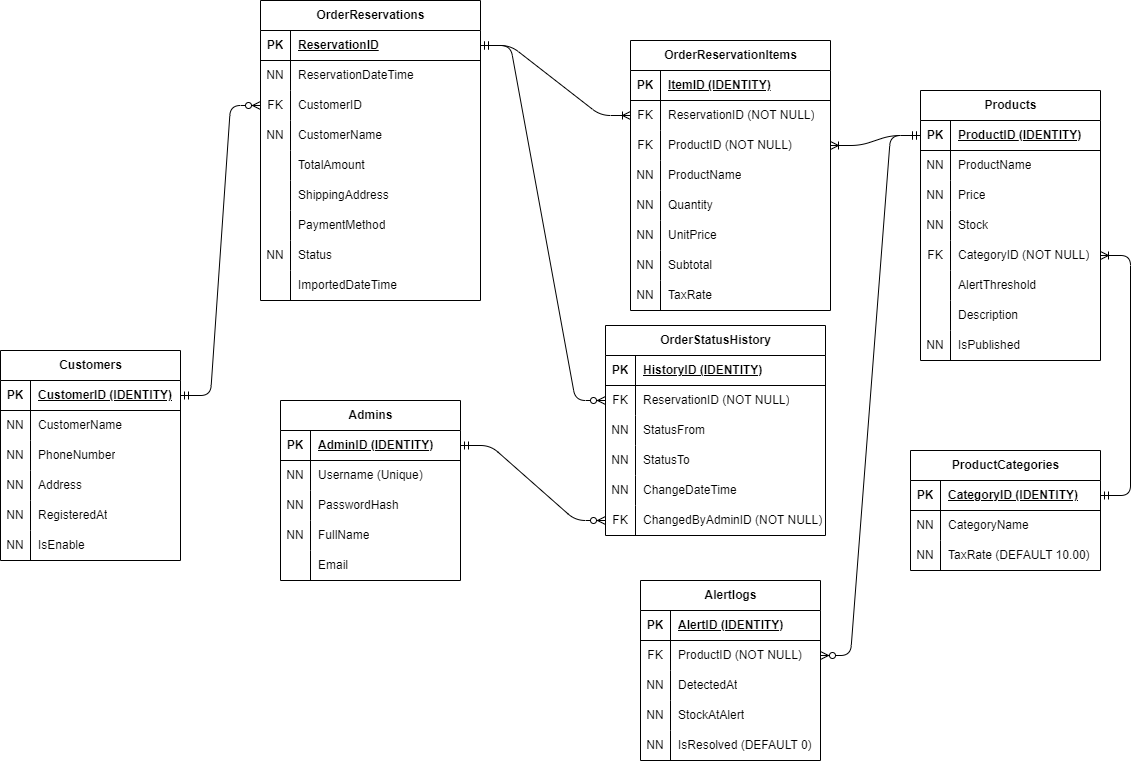 OrderReservations
PK ReservationID
NN ReservationDateTime
FK CustomerID
NN CustomerName
TotalAmount
ShippingAddress
PaymentMethod
NN Status
ImportedDateTime
OrderReservationItems
PK ItemID (IDENTITY)
FK ReservationID (NOT NULL)
FK ProductID (NOT NULL)
NN ProductName
NN Quantity
NN UnitPrice
NN Subtotal
NN TaxRate
Products
PK ProductID (IDENTITY)
NN ProductName
NN Price
NN Stock
FK CategoryID (NOT NULL)
AlertThreshold
Description
NN IsPublished
Customers
PK CustomerID (IDENTITY)
NN CustomerName
NN PhoneNumber
NN Address
NN RegisteredAt
NN IsEnable
Admins
PK AdminID (IDENTITY)
NN Username (Unique)
NN PasswordHash
NN FullName
Email
OrderStatusHistory
PK HistoryID (IDENTITY)
FK ReservationID (NOT NULL)
NN StatusFrom
NN StatusTo
NN ChangeDateTime
FK ChangedByAdminID (NOT NULL)
ProductCategories
PK CategoryID (IDENTITY)
NN CategoryName
NN TaxRate (DEFAULT 10.00)
Alertlogs
PK AlertID (IDENTITY)
FK ProductID (NOT NULL)
NN DetectedAt
NN StockAtAlert
NN IsResolved (DEFAULT 0)